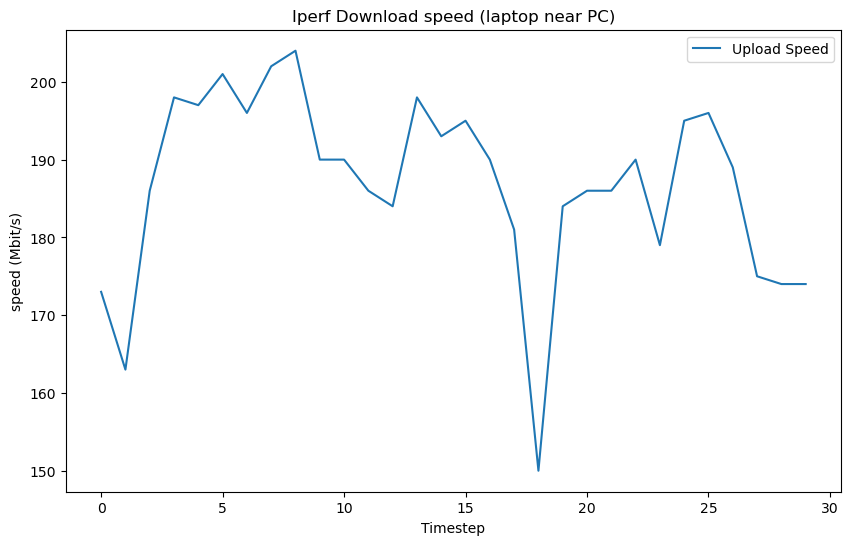 Iperf Download speed (laptop near PC)
Upload Speed
200
190
180
170
160
150
speed (Mbit/s)
0 5 10 15 20 25 30
Timestep